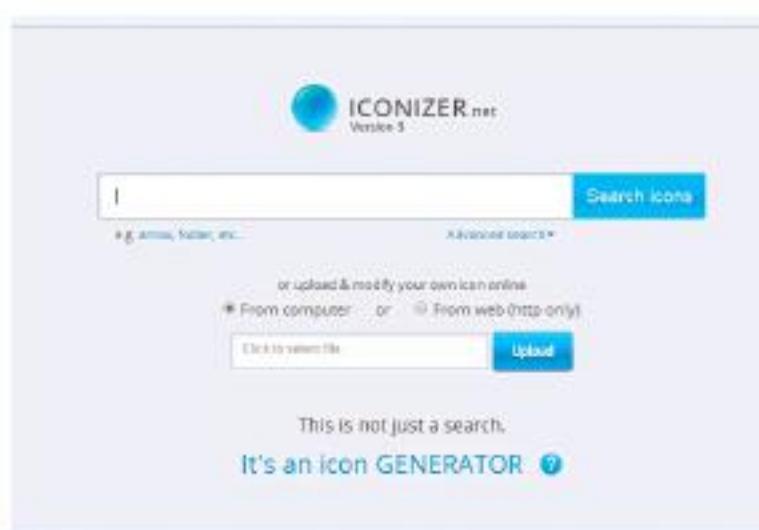 ICONIZER.net
Version 3
Search icons
e.g. arrow, folder, etc...
Advanced search
or upload & modify your own icon online
From computer or From web (http only)
Click to select file
Upload
This is not just a search.
It's an icon GENERATOR ?